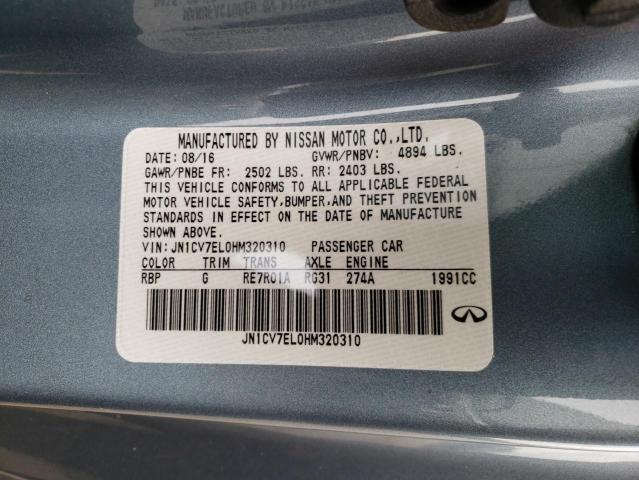 MANUFACTURED BY NISSAN MOTOR CO.,LTD.
DATE: 08/16 GVWR/PNBV: 4894 LBS.
GAWR/PNBE FR: 2502 LBS. RR: 2403 LBS.
THIS VEHICLE CONFORMS TO ALL APPLICABLE FEDERAL
MOTOR VEHICLE SAFETY, BUMPER, AND THEFT PREVENTION
STANDARDS IN EFFECT ON THE DATE OF MANUFACTURE
SHOWN ABOVE.
VIN: JN1CV7EL0HM320310 PASSENGER CAR
COLOR TRIM TRANS AXLE ENGINE
RBP G RE7R01A RG31 274A 1991CC
JN1CV7EL0HM320310